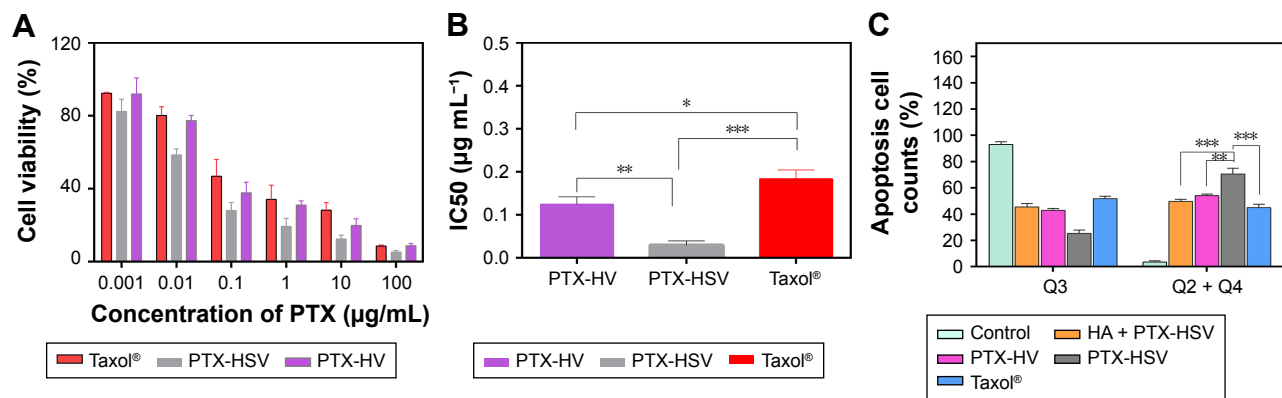 A
Cell viability (%)
120
80
40
0
0.001 0.01 0.1 1 10 100
Concentration of PTX (µg/mL)
Taxol® PTX-HSV PTX-HV
B
IC50 (µg mL⁻¹)
0.5
0.4
0.3
0.2
0.1
0.0
*
***
**
PTX-HV PTX-HSV Taxol®
PTX-HV PTX-HSV Taxol®
C
Apoptosis cell
counts (%)
160
140
120
100
80
60
40
20
0
***
**
***
Q3 Q2 + Q4
Control HA + PTX-HSV
PTX-HV PTX-HSV
Taxol®